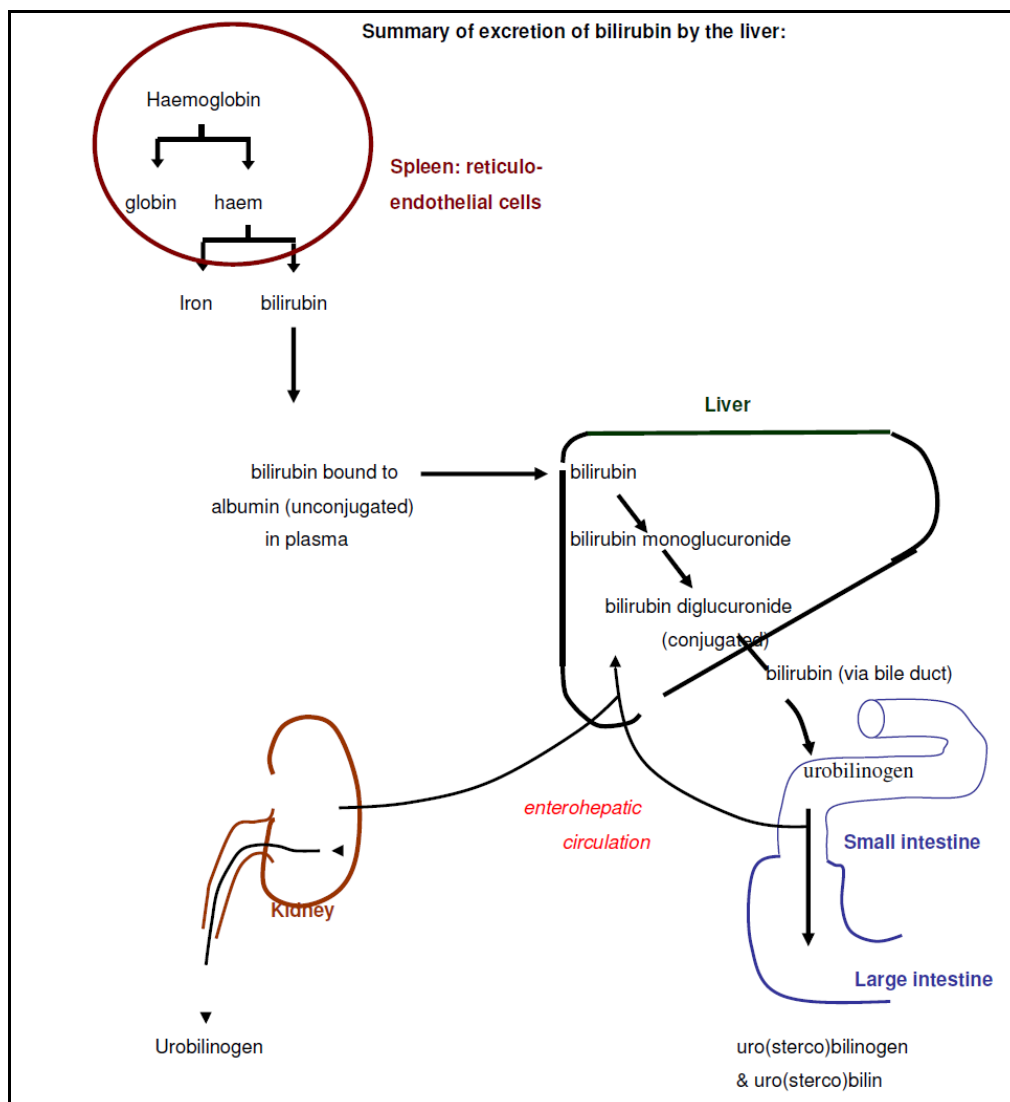 Summary of excretion of bilirubin by the liver:
Haemoglobin
Spleen: reticulo-
endothelial cells
globin haem
Iron bilirubin
Liver
bilirubin bound to
albumin (unconjugated)
in plasma
bilirubin
bilirubin monoglucuronide
bilirubin diglucuronide
(conjugated)
bilirubin (via bile duct)
urobilinogen
enterohepatic
circulation
Small intestine
Kidney
Large intestine
Urobilinogen
uro(sterco)bilinogen
& uro(sterco)bilin